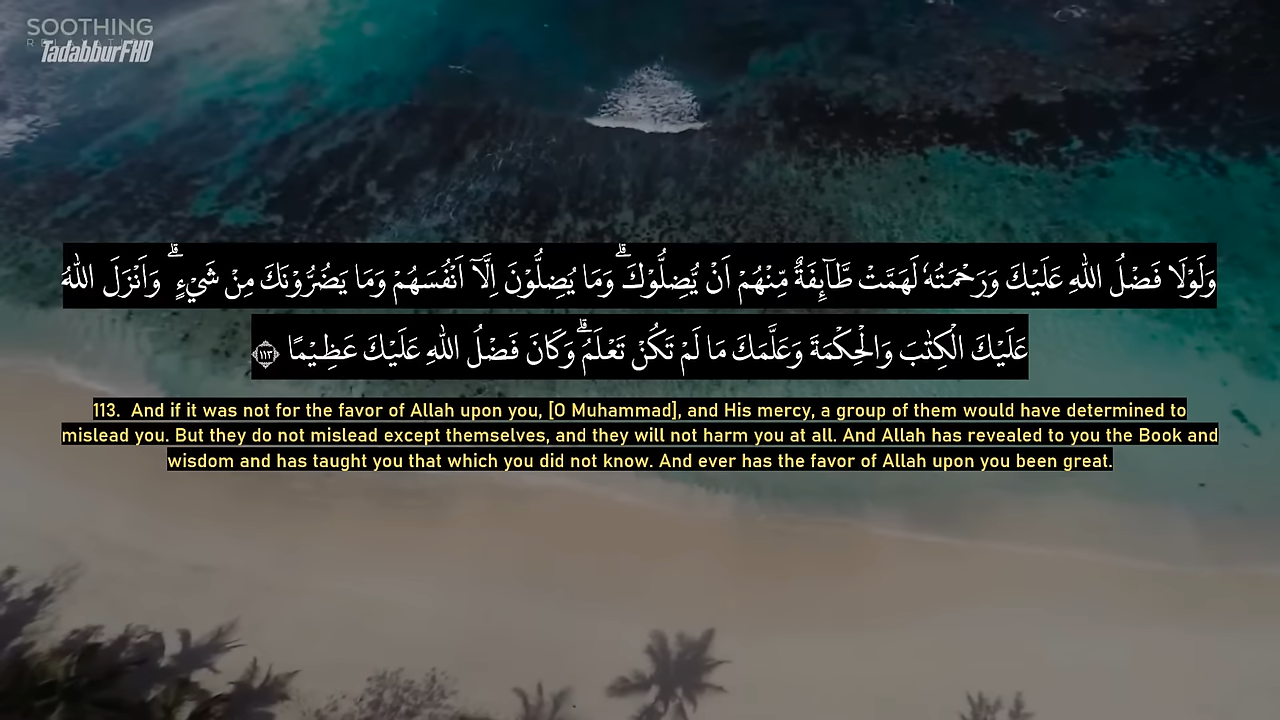 SOOTHING
TadabburFHD
وَلَوْلَا فَضْلُ اللّٰهِ عَلَيْكَ وَرَحْمَتُهٗ لَهَمَّتْ طَّآىِٕفَةٌ مِّنْهُمْ اَنْ يُّضِلُّوْكَ ۗ وَمَا يُضِلُّوْنَ اِلَّآ اَنْفُسَهُمْ وَمَا يَضُرُّوْنَكَ مِنْ شَيْءٍ ۗ وَاَنْزَلَ اللّٰهُ
عَلَيْكَ الْكِتٰبَ وَالْحِكْمَةَ وَعَلَّمَكَ مَا لَمْ تَكُنْ تَعْلَمُ ۗ وَكَانَ فَضْلُ اللّٰهِ عَلَيْكَ عَظِيْمًا ١١٣
113. And if it was not for the favor of Allah upon you, [O Muhammad], and His mercy, a group of them would have determined to
mislead you. But they do not mislead except themselves, and they will not harm you at all. And Allah has revealed to you the Book and
wisdom and has taught you that which you did not know. And ever has the favor of Allah upon you been great.